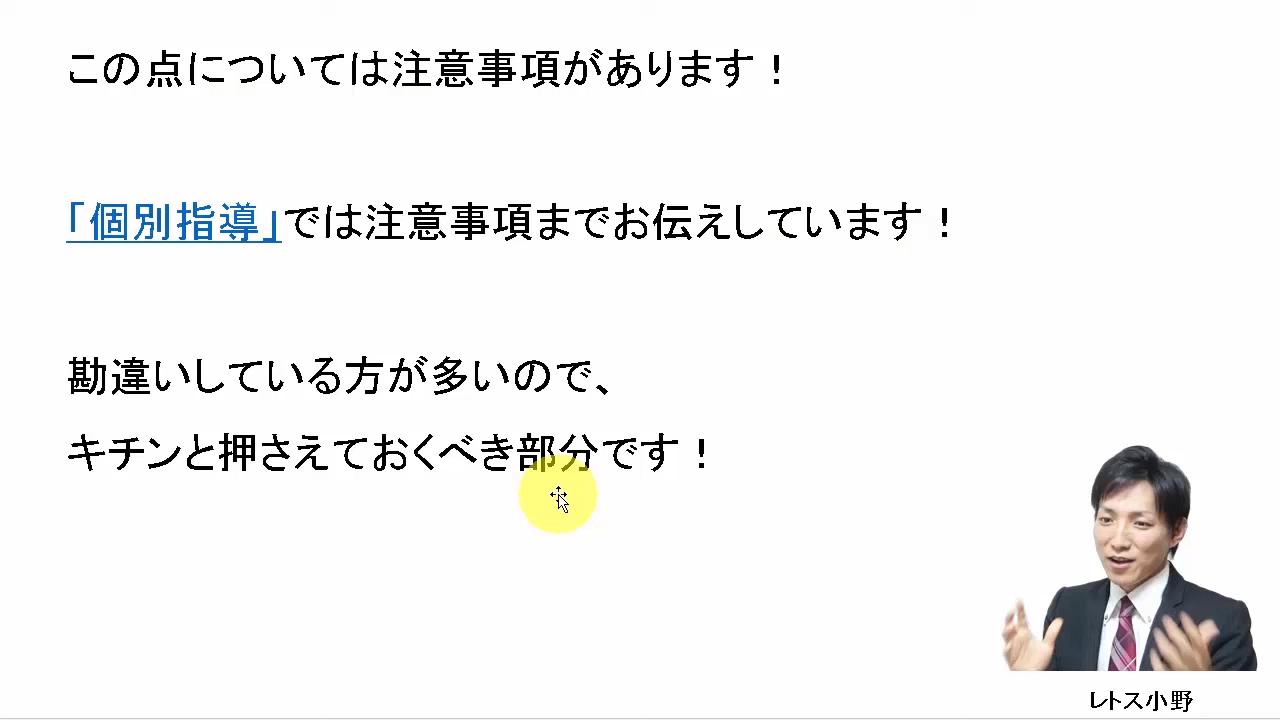 この点については注意事項があります！
「個別指導」では注意事項までお伝えしています！
勘違いしている方が多いので、
キチンと押さえておくべき部分です！
レトス小野